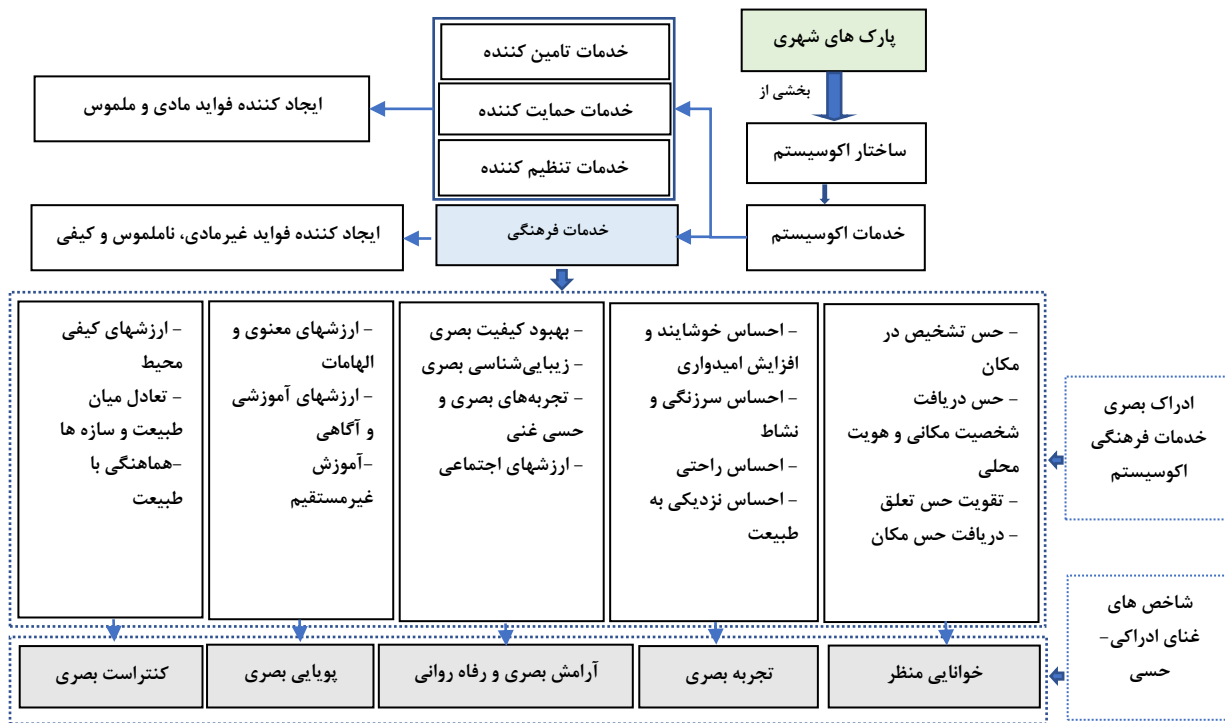 پارک های شهری
بخشی از
ساختار اکوسیستم
خدمات اکوسیستم
خدمات تامین کننده
خدمات حمایت کننده
خدمات تنظیم کننده
ایجاد کننده فواید مادی و ملموس
خدمات فرهنگی
ایجاد کننده فواید غیرمادی، ناملموس و کیفی
ادراک بصری
خدمات فرهنگی
اکوسیستم
- حس تشخیص در
مکان
- حس دریافت
شخصیت مکانی و هویت
محلی
- تقویت حس تعلق
- دریافت حس مکان
- احساس خوشایند و
افزایش امیدواری
- احساس سرزنگی و
نشاط
- احساس راحتی
- احساس نزدیکی به
طبیعت
- بهبود کیفیت بصری
- زیبایی‌شناسی بصری
- تجربه‌های بصری و
حسی غنی
- ارزشهای اجتماعی
- ارزشهای معنوی و
الهامات
- ارزشهای آموزشی
و آگاهی
-آموزش
غیرمستقیم
- ارزشهای کیفی
محیط
- تعادل میان
طبیعت و سازه ها
-هماهنگی با
طبیعت
شاخص های
غنای ادراکی-
حسی
خوانایی منظر
تجربه بصری
آرامش بصری و رفاه روانی
پویایی بصری
کنتراست بصری